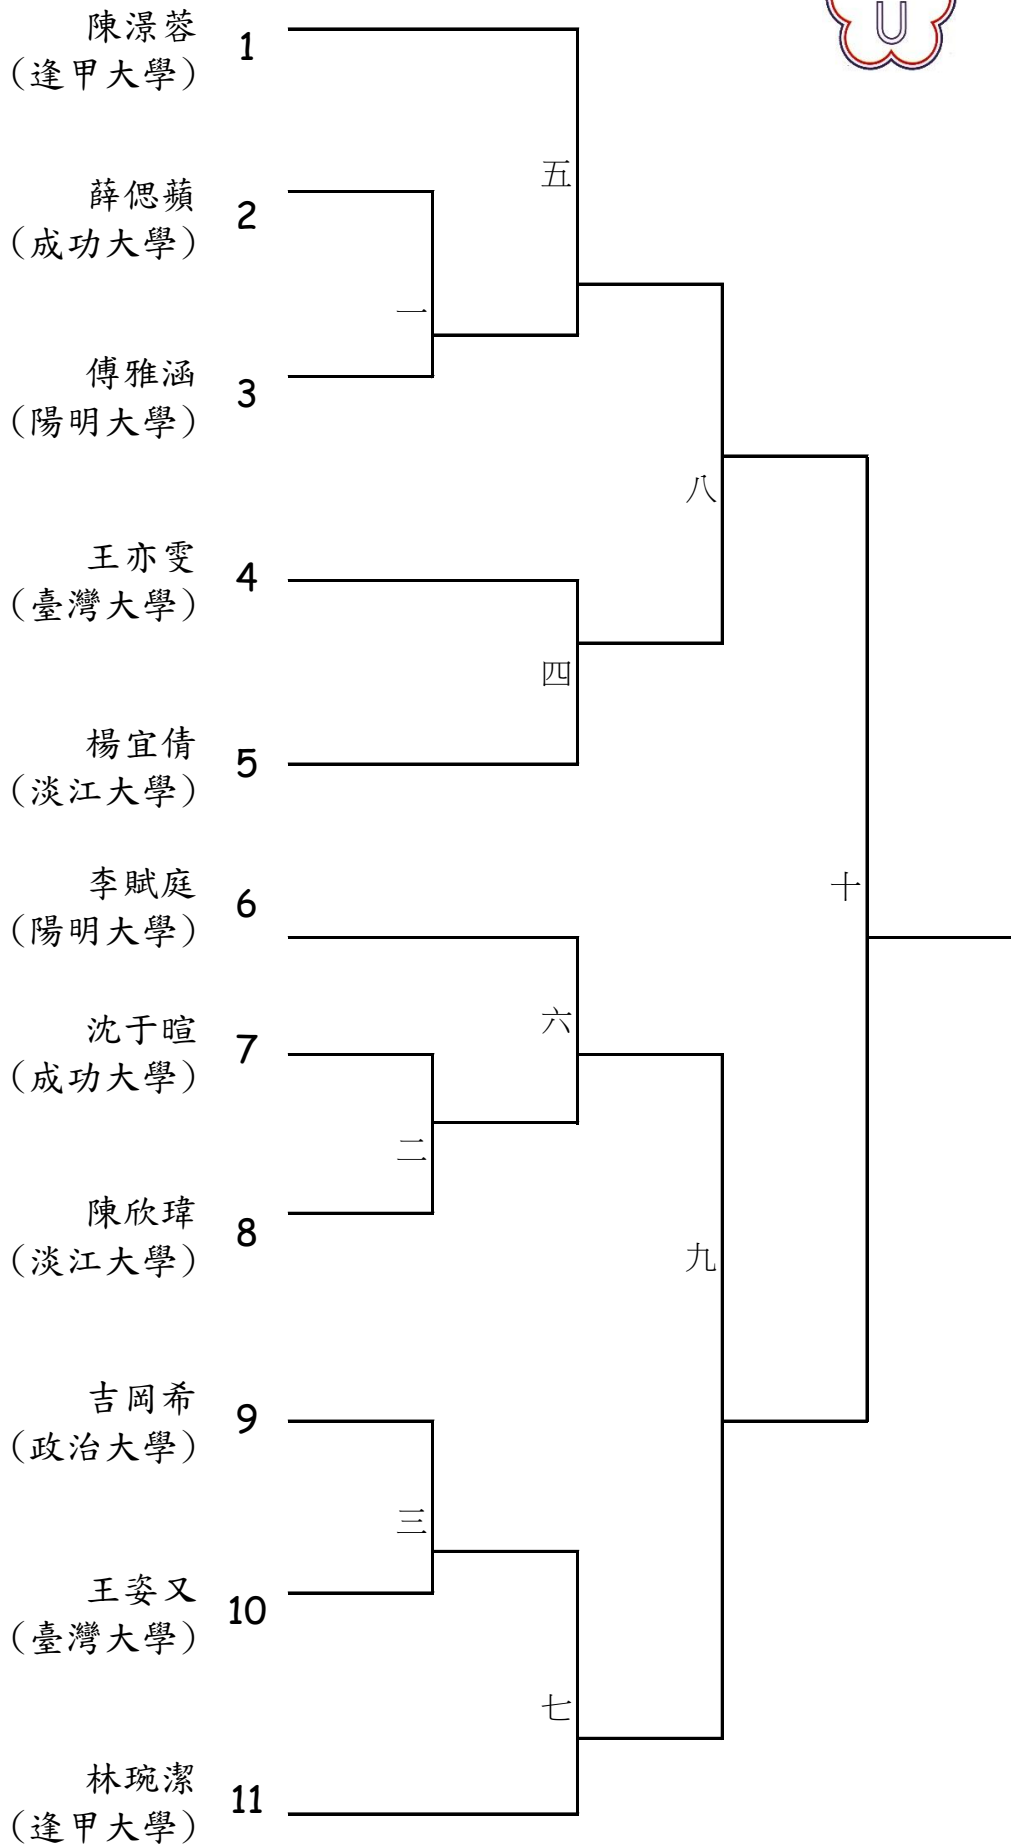 U
陳澋蓉
(逢甲大學)
1
五
薛偲蘋
(成功大學)
2
一
傅雅涵
(陽明大學)
3
八
王亦雯
(臺灣大學)
4
四
楊宜倩
(淡江大學)
5
李賦庭
(陽明大學)
6
十
六
沈于暄
(成功大學)
7
二
陳欣瑋
(淡江大學)
8
九
吉岡希
(政治大學)
9
三
王姿又
(臺灣大學)
10
七
林琬潔
(逢甲大學)
11